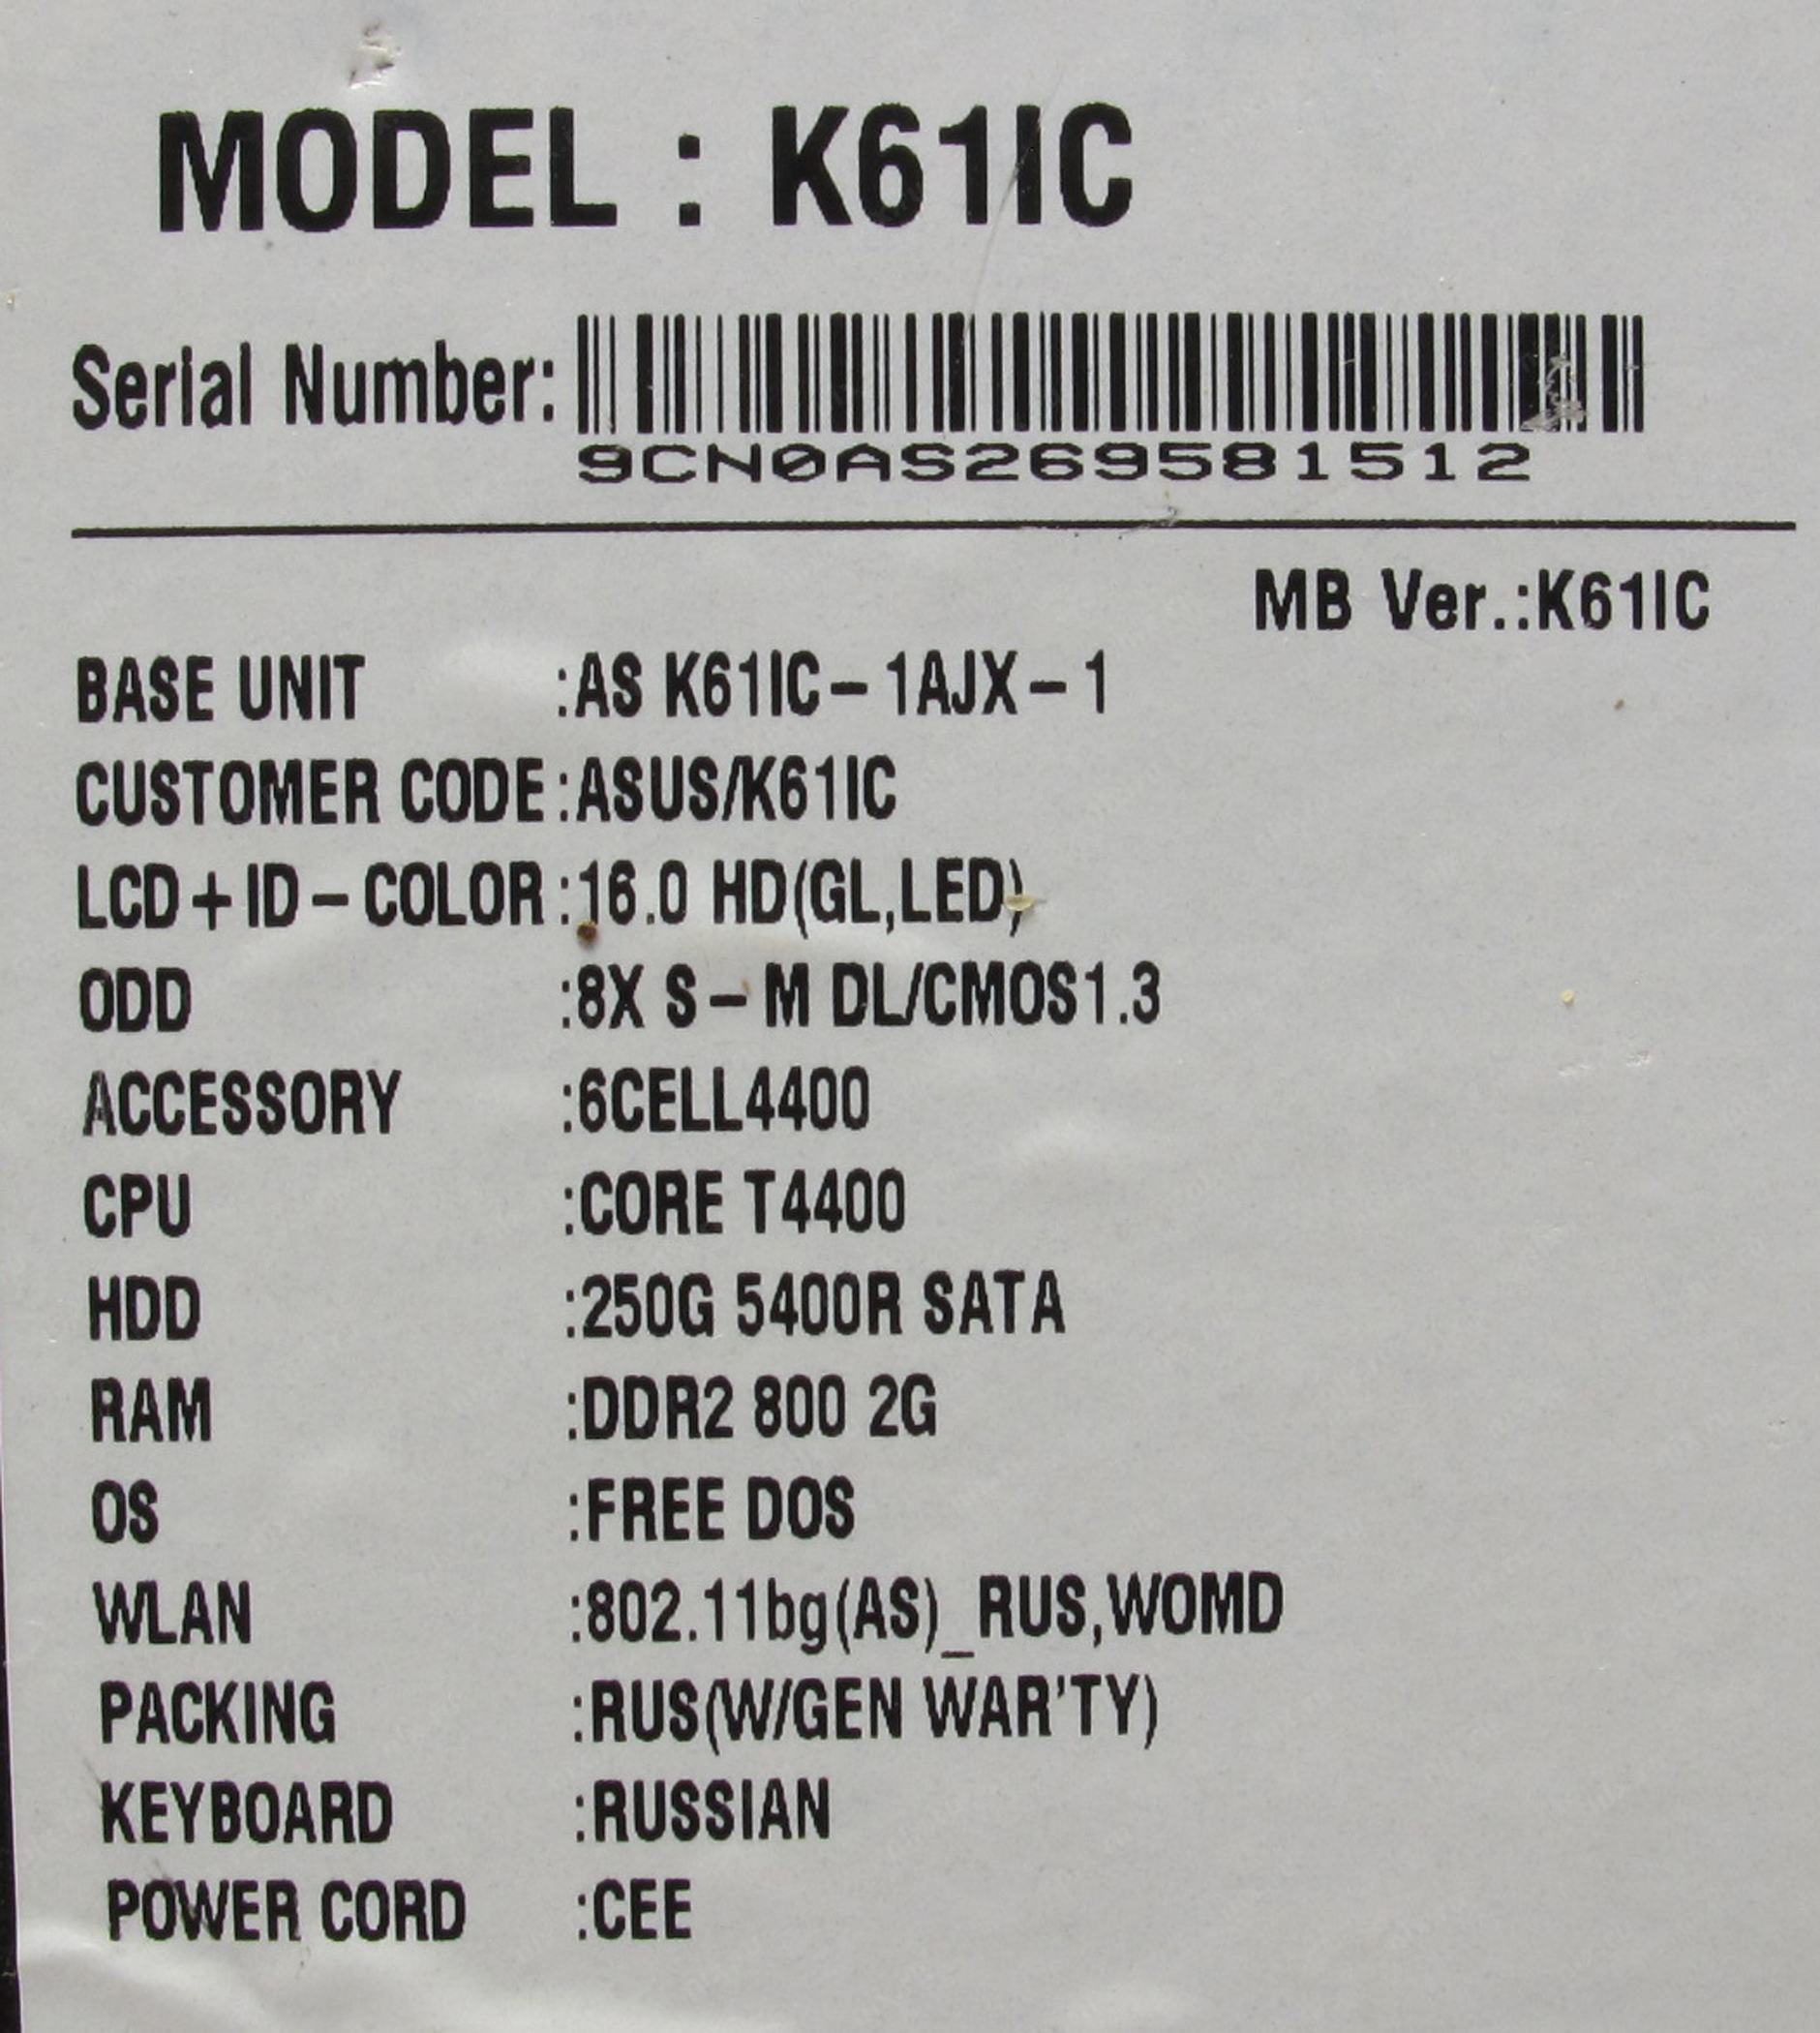 MODEL : K61IC
Serial Number:
9CN0AS269581512
MB Ver.:K61IC
BASE UNIT :AS K61IC-1AJX-1
CUSTOMER CODE:ASUS/K61IC
LCD+ID-COLOR:16.0 HD(GL,LED)
ODD :8X S-M DL/CMOS1.3
ACCESSORY :6CELL4400
CPU :CORE T4400
HDD :250G 5400R SATA
RAM :DDR2 800 2G
OS :FREE DOS
WLAN :802.11bg(AS)_RUS,WOMD
PACKING :RUS(W/GEN WAR'TY)
KEYBOARD :RUSSIAN
POWER CORD :CEE